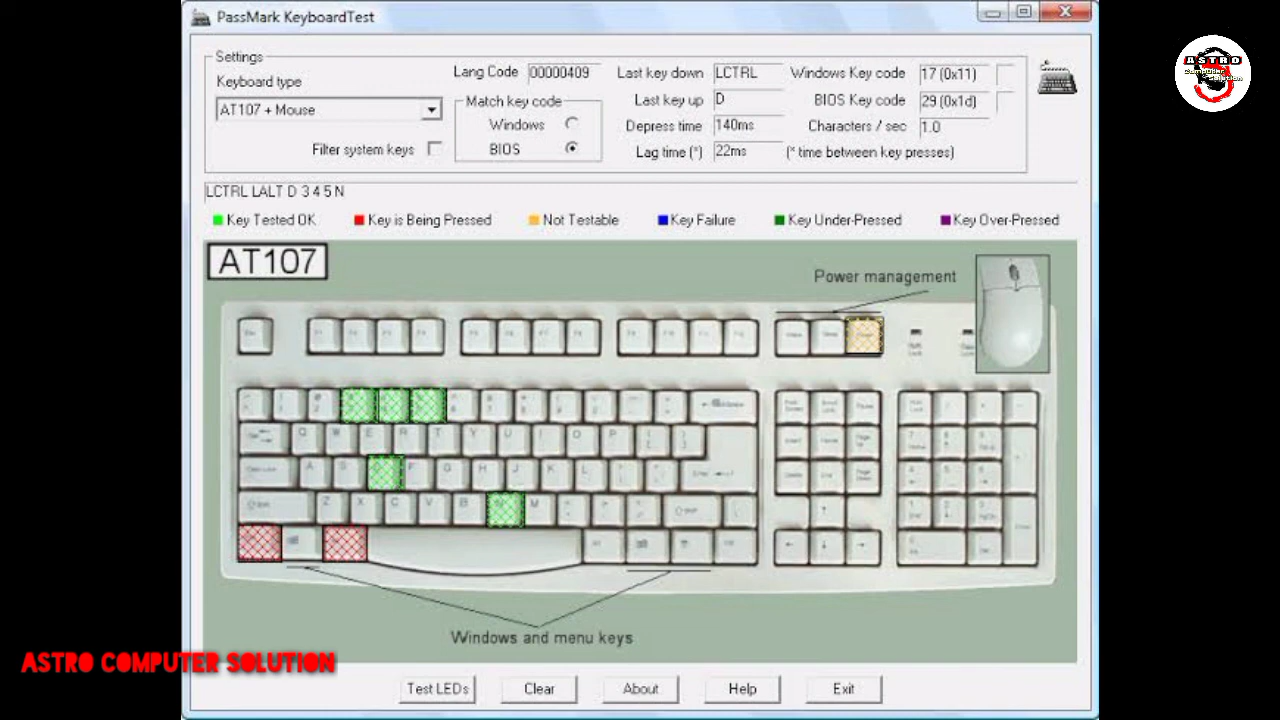 PassMark KeyboardTest
ASTRO
Computer
Solution
Settings
Keyboard type
AT107 + Mouse
Filter system keys
Lang Code 00000409
Match key code
Windows
BIOS
Last key down LCTRL
Last key up D
Depress time 140ms
Lag time (*) 22ms
Windows Key code 17 (0x11)
BIOS Key code 29 (0x1d)
Characters / sec 1.0
(* time between key presses)
LCTRL LALT D 3 4 5 N
Key Tested OK Key is Being Pressed Not Testable Key Failure Key Under-Pressed Key Over-Pressed
AT107
Power management
Q W E R T Y U I O P
A S F G H J K L
Z X C V B M
Windows and menu keys
ASTRO COMPUTER SOLUTION
Test LEDs Clear About Help Exit